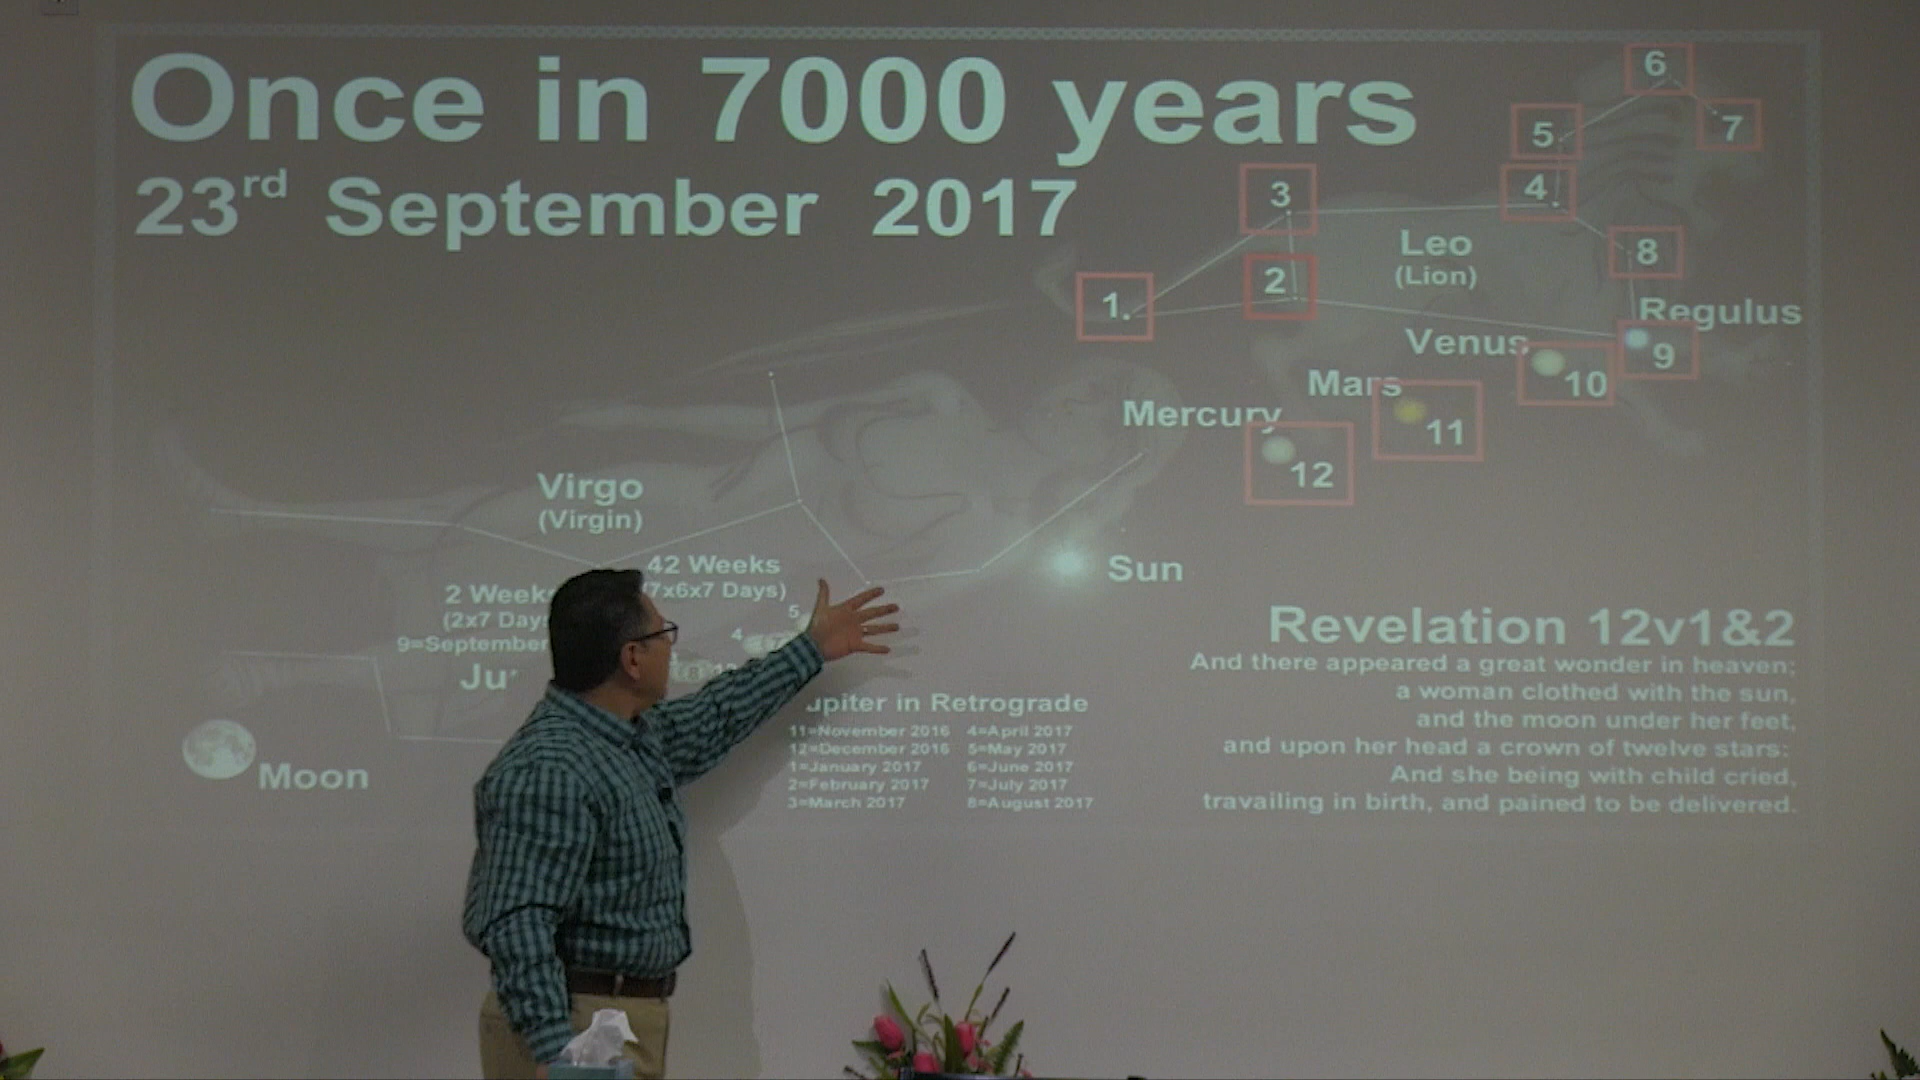 Once in 7000 years
23rd September 2017
6
5
7
3
4
Leo
(Lion)
8
1.
2
Regulus
Venus
9
10
Mars
11
Mercury
12
Virgo
(Virgin)
42 Weeks
(7x6x7 Days)
2 Weeks
(2x7 Days
9=September
5
4
Sun
Moon
Jupiter in Retrograde
11=November 2016
12=December 2016
1=January 2017
2=February 2017
3=March 2017
4=April 2017
5=May 2017
6=June 2017
7=July 2017
8=August 2017
Revelation 12v1&2
And there appeared a great wonder in heaven;
a woman clothed with the sun,
and the moon under her feet,
and upon her head a crown of twelve stars:
And she being with child cried,
travailing in birth, and pained to be delivered.